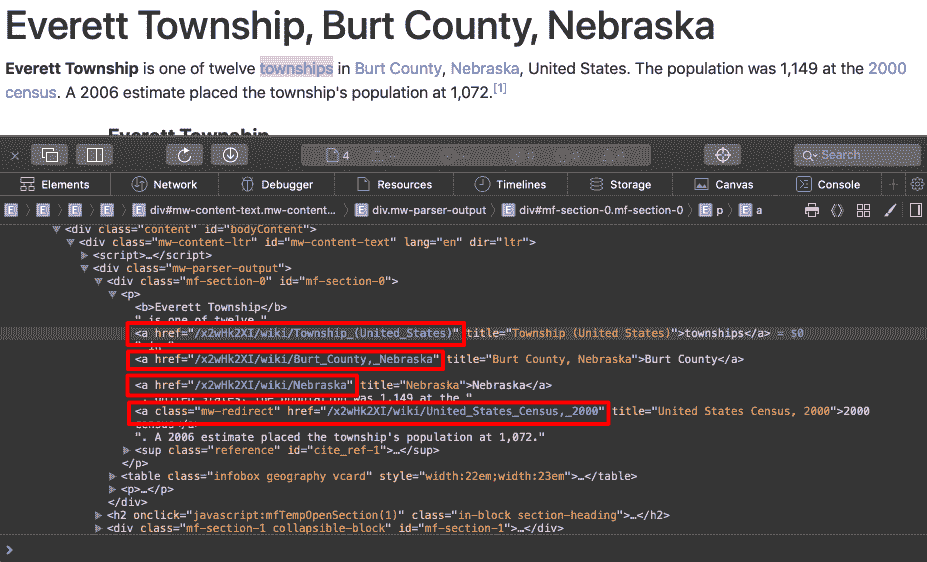 Everett Township, Burt County, Nebraska
Everett Township is one of twelve townships in Burt County, Nebraska, United States. The population was 1,149 at the 2000
census. A 2006 estimate placed the township's population at 1,072.[1]
Everett Township
4
Search
Elements Network Debugger Resources Timelines Storage Canvas Console
E E E E E div#mw-content-text.mw-content... E div.mw-parser-output E div#mf-section-0.mf-section-0 E p E a
<div class="content" id="bodyContent">
<div class="mw-content-ltr" id="mw-content-text" lang="en" dir="ltr">
<script>…</script>
<div class="mw-parser-output">
<div class="mf-section-0" id="mf-section-0">
<p>
<b>Everett Township</b>
" is one of twelve "
<a href="/x2wHk2XI/wiki/Township_(United_States)" title="Township (United States)">townships</a> = $0
" in "
<a href="/x2wHk2XI/wiki/Burt_County,_Nebraska" title="Burt County, Nebraska">Burt County</a>
<a href="/x2wHk2XI/wiki/Nebraska" title="Nebraska">Nebraska</a>
", United States. The population was 1,149 at the "
<a class="mw-redirect" href="/x2wHk2XI/wiki/United_States_Census,_2000" title="United States Census, 2000">2000
census</a>
". A 2006 estimate placed the township's population at 1,072."
<sup class="reference" id="cite_ref-1">…</sup>
</p>
<table class="infobox geography vcard" style="width:22em;width:23em">…</table>
<p>…</p>
</div>
<h2 onclick="javascript:mfTempOpenSection(1)" class="in-block section-heading">…</h2>
<div class="mf-section-1 collapsible-block" id="mf-section-1">…</div>